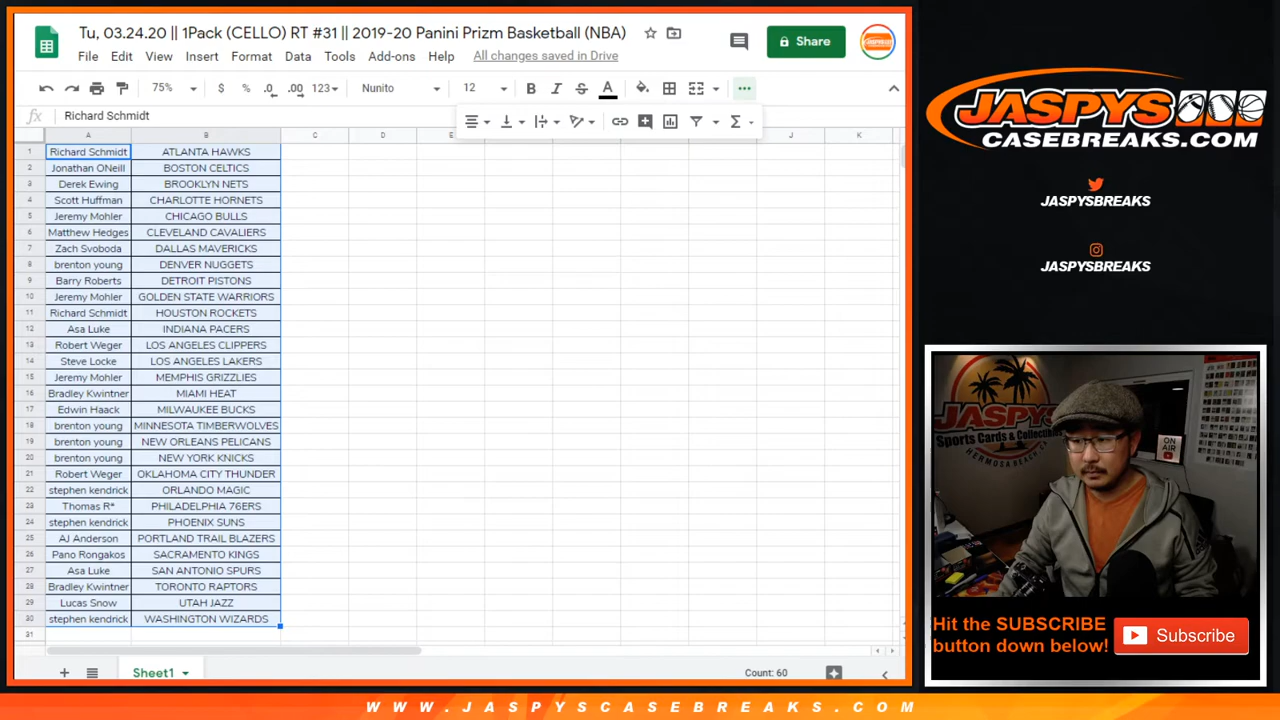 Tu, 03.24.20 || 1Pack (CELLO) RT #31 || 2019-20 Panini Prizm Basketball (NBA)
File Edit View Insert Format Data Tools Add-ons Help All changes saved in Drive
Share
75% $ % .0 .00 123 Nunito 12 B I S A
fx Richard Schmidt
A B C D E J K
1 Richard Schmidt ATLANTA HAWKS
2 Jonathan ONeill BOSTON CELTICS
3 Derek Ewing BROOKLYN NETS
4 Scott Huffman CHARLOTTE HORNETS
5 Jeremy Mohler CHICAGO BULLS
6 Matthew Hedges CLEVELAND CAVALIERS
7 Zach Svoboda DALLAS MAVERICKS
8 brenton young DENVER NUGGETS
9 Barry Roberts DETROIT PISTONS
10 Jeremy Mohler GOLDEN STATE WARRIORS
11 Richard Schmidt HOUSTON ROCKETS
12 Asa Luke INDIANA PACERS
13 Robert Weger LOS ANGELES CLIPPERS
14 Steve Locke LOS ANGELES LAKERS
15 Jeremy Mohler MEMPHIS GRIZZLIES
16 Bradley Kwintner MIAMI HEAT
17 Edwin Haack MILWAUKEE BUCKS
18 brenton young MINNESOTA TIMBERWOLVES
19 brenton young NEW ORLEANS PELICANS
20 brenton young NEW YORK KNICKS
21 Robert Weger OKLAHOMA CITY THUNDER
22 stephen kendrick ORLANDO MAGIC
23 Thomas R* PHILADELPHIA 76ERS
24 stephen kendrick PHOENIX SUNS
25 AJ Anderson PORTLAND TRAIL BLAZERS
26 Pano Rongakos SACRAMENTO KINGS
27 Asa Luke SAN ANTONIO SPURS
28 Bradley Kwintner TORONTO RAPTORS
29 Lucas Snow UTAH JAZZ
30 stephen kendrick WASHINGTON WIZARDS
31
Sheet1
Count: 60
JASPYS
CASEBREAKS.COM
JASPYSBREAKS
JASPYSBREAKS
JASPYS
Sports Cards & Collectibles
HERMOSA BEACH, CA
ON AIR
Hit the SUBSCRIBE
button down below!
Subscribe
WWW.JASPYSCASEBREAKS.COM